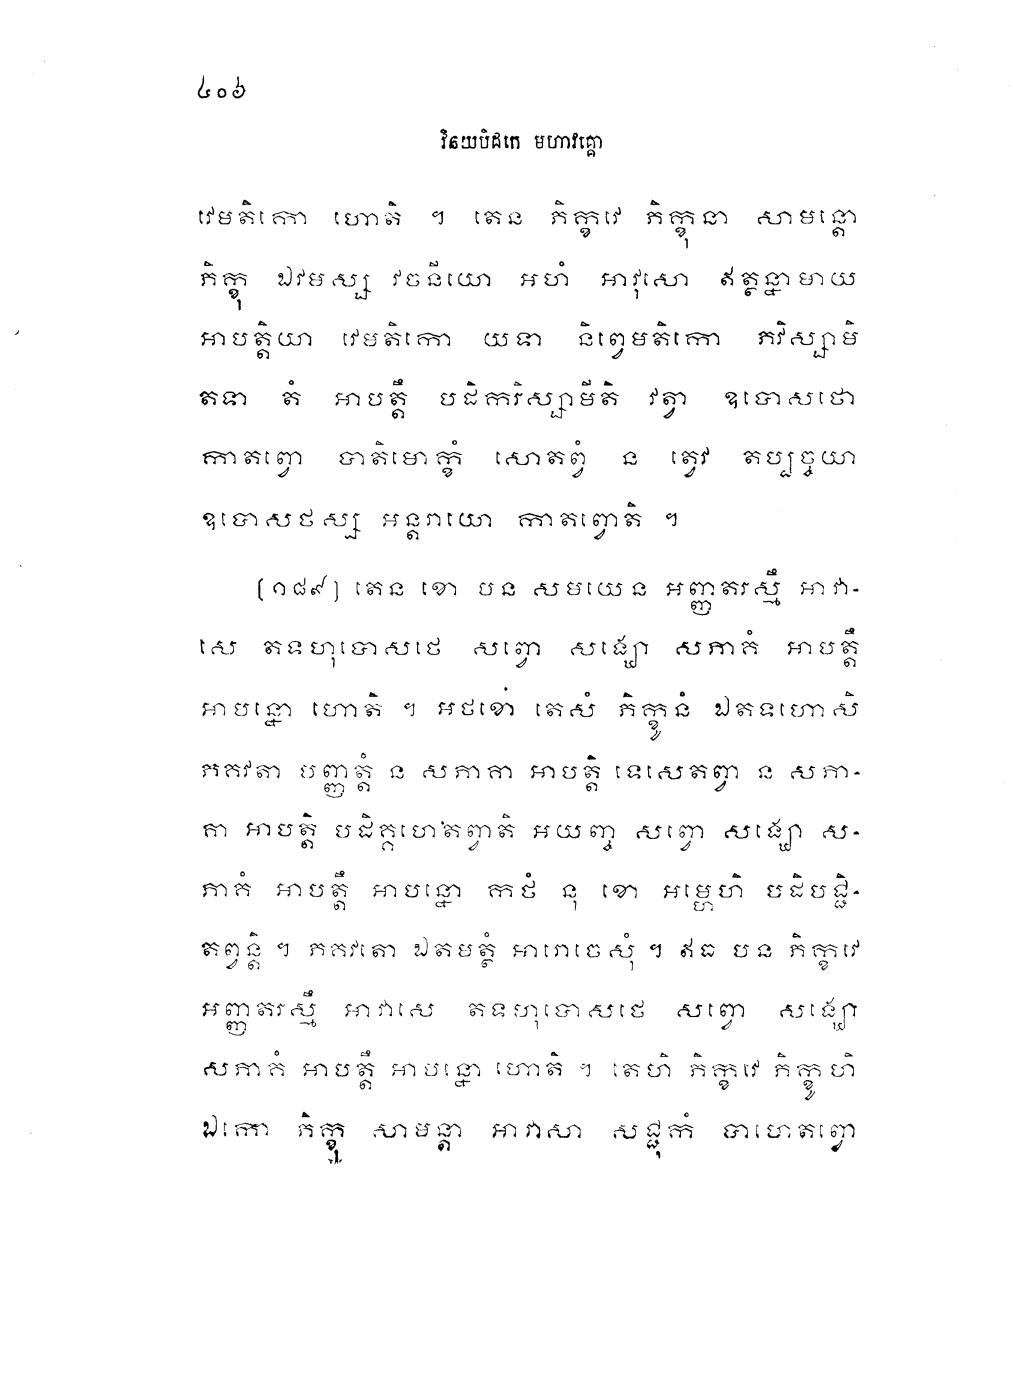 ៤០៦
វិនយបិដកេ មហាវគ្គោ
វេមតិកោ ហោតិ ។ តេន ភិក្ខវេ ភិក្ខុនា សាមន្តោ
ភិក្ខុ ឯវមស្ស វចនីយោ អហំ អាវុសោ ឥត្ថន្នាមាយ
អាបត្តិយា វេមតិកោ យទា និព្វេមតិកោ ភវិស្សាមិ
តទា តំ អាបត្តឹ បដិករិស្សាមីតិ វត្វា ឧបោសថោ
កាតព្វោ បាតិមោក្ខំ សោតព្វំ ន ត្វេវ តប្បច្ចយា
ឧបោសថស្ស អន្តរាយោ កាតព្វោតិ ។
[១៨៩] តេន ខោ បន សមយេន អញ្ញតរស្មឹ អាវា-
សេ តទហុបោសថេ សព្វោ សង្ឃោ សភាគំ អាបត្តឹ
អាបន្នោ ហោតិ ។ អថខោ តេសំ ភិក្ខូនំ ឯតទហោសិ
ភគវតា បញ្ញត្តំ ន សភាគា អាបត្តិ ទេសេតព្វា ន សភា-
គា អាបត្តិ បដិគ្គហេតព្វាតិ អយញ្ច សព្វោ សង្ឃោ ស-
ភាគំ អាបត្តឹ អាបន្នោ កថំ នុ ខោ អម្ហេហិ បដិបជ្ជិ-
តព្វន្តិ ។ ភគវតោ ឯតមត្ថំ អារោចេសុំ ។ ឥធ បន ភិក្ខវេ
អញ្ញតរស្មឹ អាវាសេ តទហុបោសថេ សព្វោ សង្ឃោ
សភាគំ អាបត្តឹ អាបន្នោ ហោតិ ។ តេហិ ភិក្ខវេ ភិក្ខូហិ
ឯកោ ភិក្ខុ សាមន្តា អាវាសា សជ្ជុកំ បាហេតព្វោ